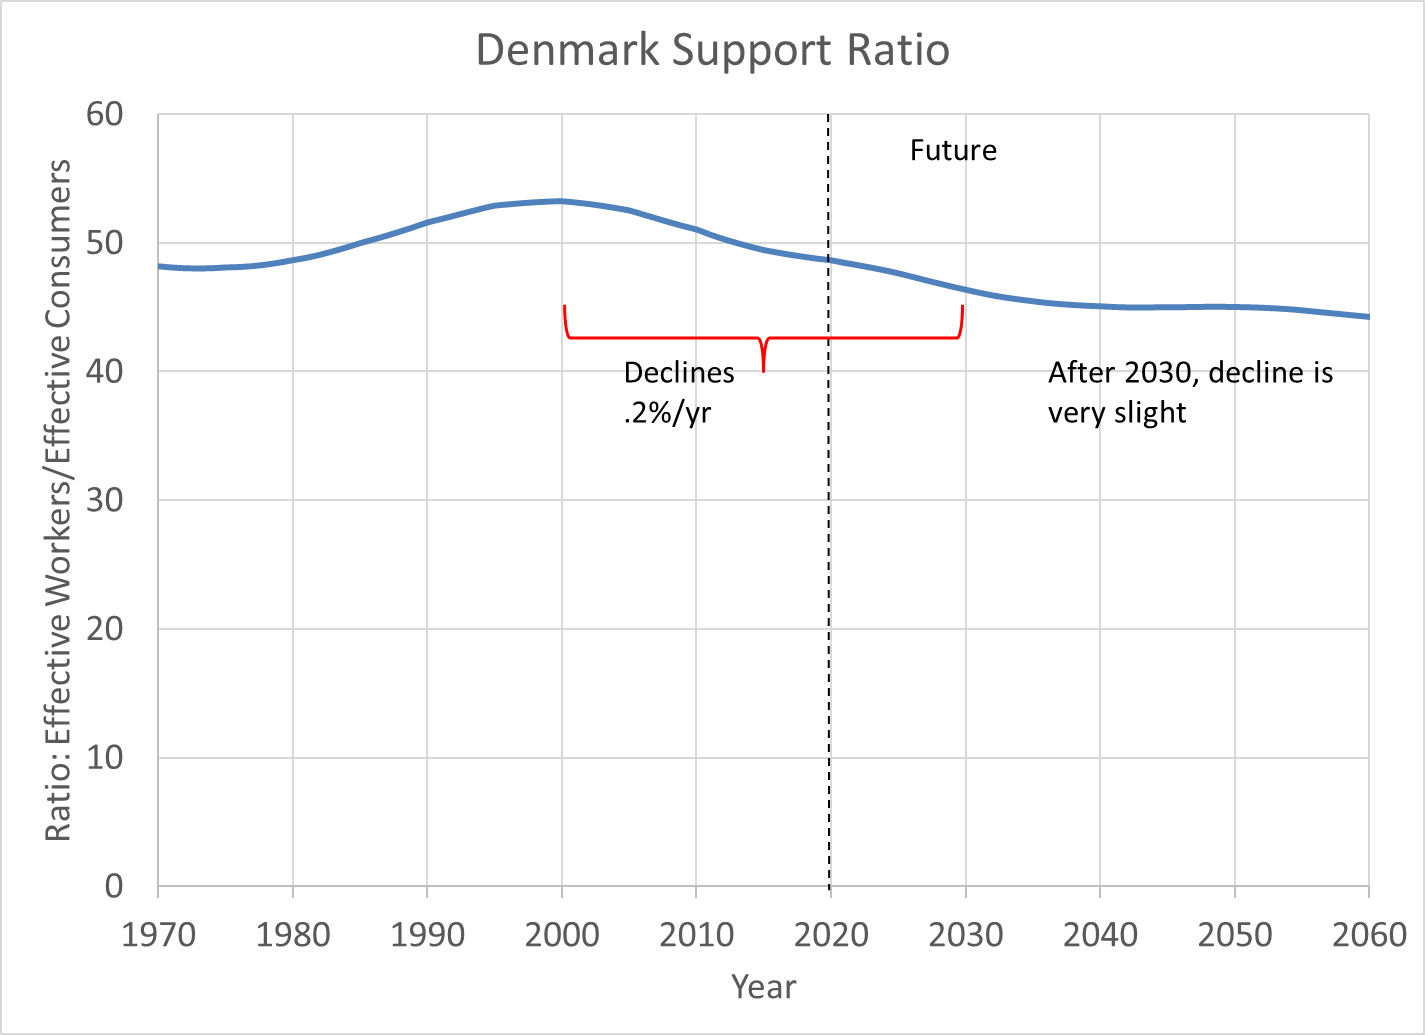 Denmark Support Ratio
Ratio: Effective Workers/Effective Consumers
60
50
40
30
20
10
0
Future
Declines
.2%/yr
After 2030, decline is
very slight
1970 1980 1990 2000 2010 2020 2030 2040 2050 2060
Year